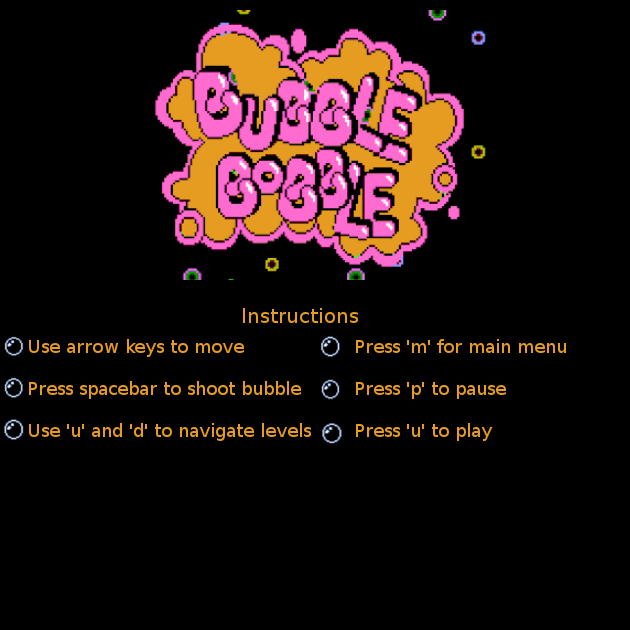 BUBBLE
BOBBLE
Instructions
Use arrow keys to move
Press 'm' for main menu
Press spacebar to shoot bubble
Press 'p' to pause
Use 'u' and 'd' to navigate levels
Press 'u' to play